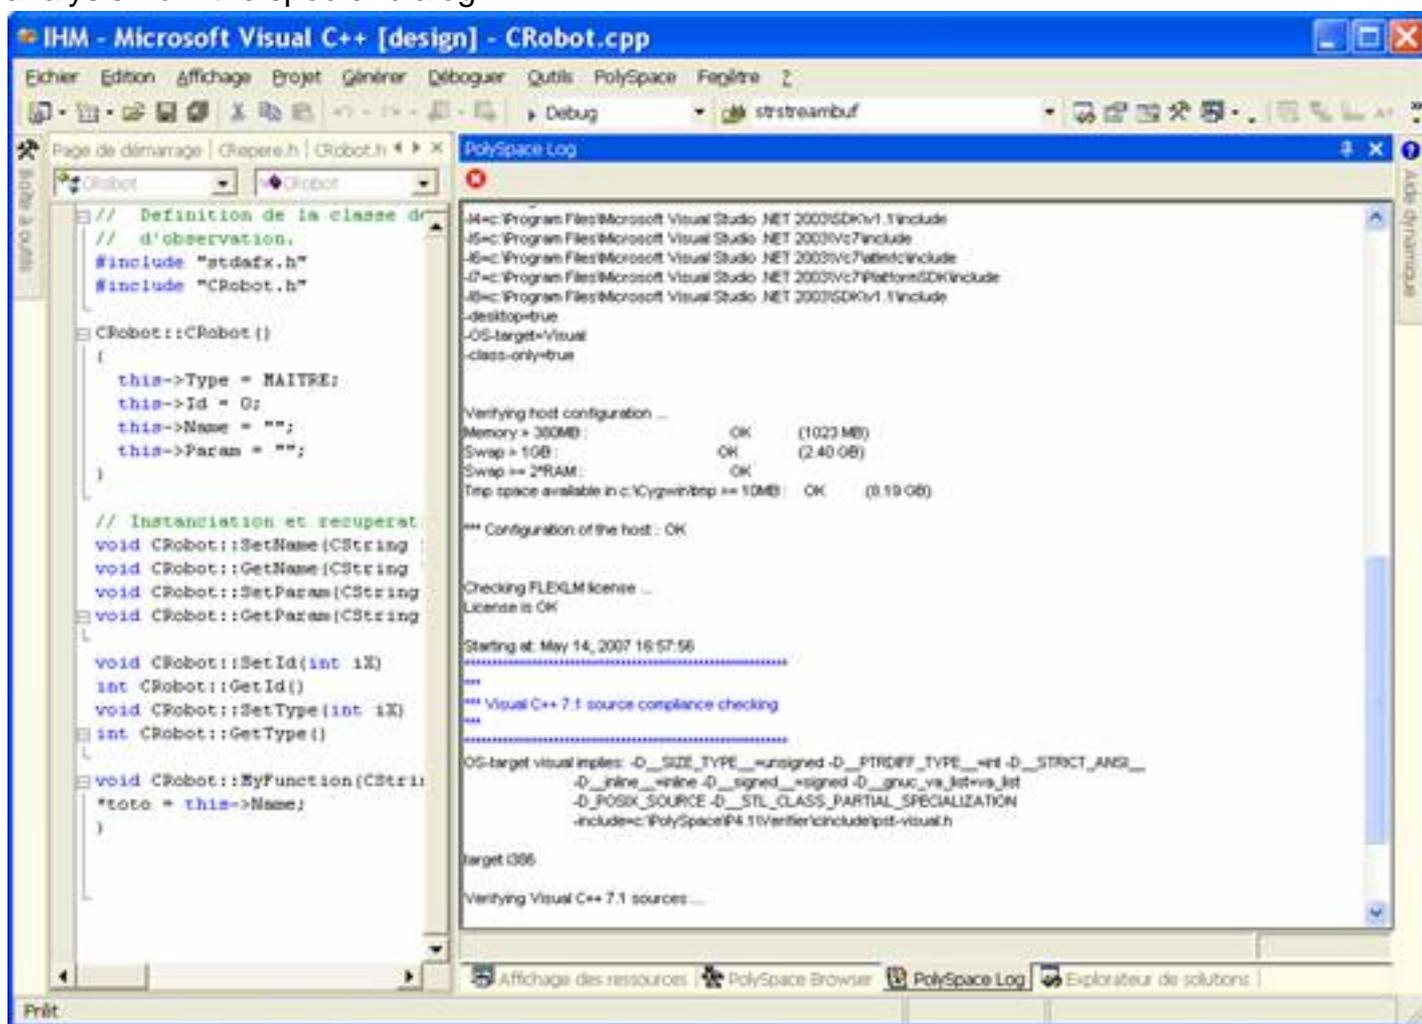 IHM - Microsoft Visual C++ [design] - CRobot.cpp
Fichier Edition Affichage Projet Générer Déboguer Outils PolySpace Fenêtre ?
Debug strstreambuf
Page de démarrage | CRepere.h | CRobot.h
PolySpace Log
CRobot CRobot
Boîte à outils
Aide dynamique
// Definition de la classe de
// d'observation.
#include "stdafx.h"
#include "CRobot.h"
CRobot::CRobot()
{
this->Type = MAITRE;
this->Id = 0;
this->Name = "";
this->Param = "";
}
// Instanciation et recuperat
void CRobot::SetName(CString
void CRobot::GetName(CString
void CRobot::SetParam(CString
void CRobot::GetParam(CString
void CRobot::SetId(int iX)
int CRobot::GetId()
void CRobot::SetType(int iX)
int CRobot::GetType()
void CRobot::MyFunction(CStrin
*toto = this->Name;
}
-I4=c:\Program Files\Microsoft Visual Studio .NET 2003\SDK\v1.1\include
-I5=c:\Program Files\Microsoft Visual Studio .NET 2003\Vc7\include
-I6=c:\Program Files\Microsoft Visual Studio .NET 2003\Vc7\atlmfc\include
-I7=c:\Program Files\Microsoft Visual Studio .NET 2003\Vc7\PlatformSDK\include
-I8=c:\Program Files\Microsoft Visual Studio .NET 2003\SDK\v1.1\include
-desktop=true
-OS-target=Visual
-class-only=true
Verifying host configuration ...
Memory > 380MB : OK (1023 MB)
Swap > 1GB : OK (2.40 GB)
Swap >= 2*RAM : OK
Tmp space available in c:\Cygwin\tmp >= 10MB : OK (8.19 GB)
*** Configuration of the host : OK
Checking FLEXLM license ...
License is OK
Starting at: May 14, 2007 16:57:56
***
*** Visual C++ 7.1 source compliance checking
***
OS-target visual implies: -D__SIZE_TYPE__=unsigned -D__PTRDIFF_TYPE__=int -D__STRICT_ANSI__
-D__inline__=inline -D__signed__=signed -D__gnuc_va_list=va_list
-D_POSIX_SOURCE -D__STL_CLASS_PARTIAL_SPECIALIZATION
-include=c:\PolySpace\P4.1\Verifier\cinclude\pst-visual.h
target i386
Verifying Visual C++ 7.1 sources ...
Affichage des ressources PolySpace Browser PolySpace Log Explorateur de solutions
Prêt